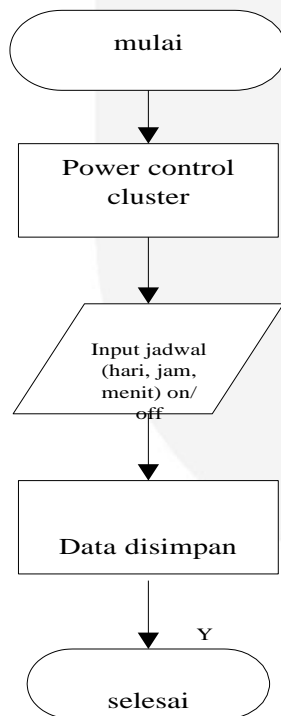 mulai
Power control
cluster
Input jadwal
(hari, jam,
menit) on/
off
Data disimpan
Y
selesai